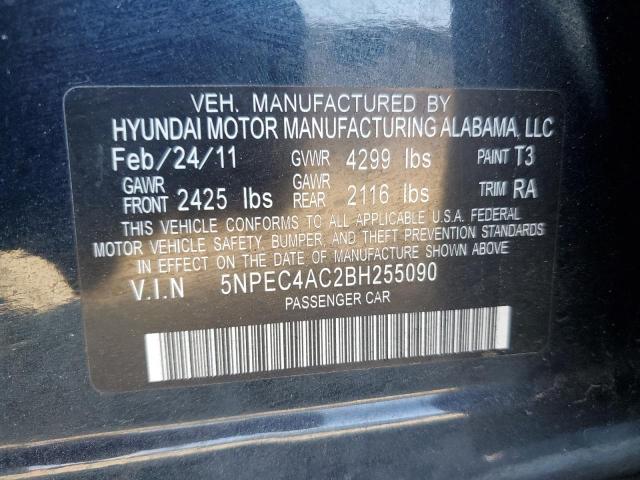 VEH. MANUFACTURED BY
HYUNDAI MOTOR MANUFACTURING ALABAMA, LLC
Feb/24/11 GVWR 4299 lbs PAINT T3
GAWR FRONT 2425 lbs GAWR REAR 2116 lbs TRIM RA
THIS VEHICLE CONFORMS TO ALL APPLICABLE U.S.A. FEDERAL
MOTOR VEHICLE SAFETY, BUMPER, AND THEFT PREVENTION
STANDARDS IN EFFECT ON THE DATE OF MANUFACTURE SHOWN ABOVE
V.I.N 5NPEC4AC2BH255090
PASSENGER CAR